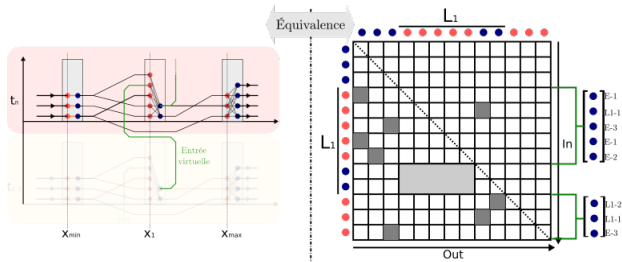 Équivalence
L1
tn
Entrée
virtuelle
xmin
x1
xmax
L1
In
Out
E-1
L1-1
E-3
E-1
E-2
L1-2
L1-1
E-3